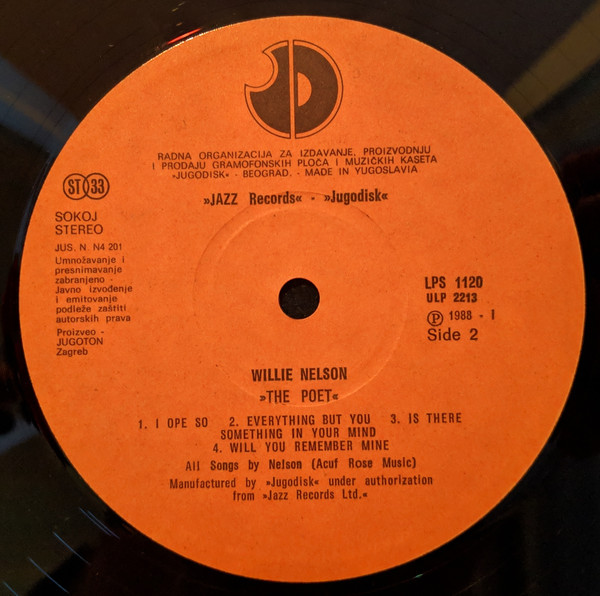 RADNA ORGANIZACIJA ZA IZDAVANJE, PROIZVODNJU
I PRODAJU GRAMOFONSKIH PLOČA I MUZIČKIH KASETA
»JUGODISK« - BEOGRAD. - MADE IN YUGOSLAVIA
»JAZZ Records« - »Jugodisk«
ST 33
SOKOJ
STEREO
JUS. N. N4 201
Umnožavanje i
presnimavanje
zabranjeno -
Javno izvođenje
i emitovanje
podleže zaštiti
autorskih prava
Proizveo -
JUGOTON
Zagreb
LPS 1120
ULP 2213
Ⓟ 1988 - I
Side 2
WILLIE NELSON
»THE POET«
1. I OPE SO 2. EVERYTHING BUT YOU 3. IS THERE
SOMETHING IN YOUR MIND
4. WILL YOU REMEMBER MINE
All Songs by Nelson (Acuf Rose Music)
Manufactured by »Jugodisk« under authorization
from »Jazz Records Ltd.«